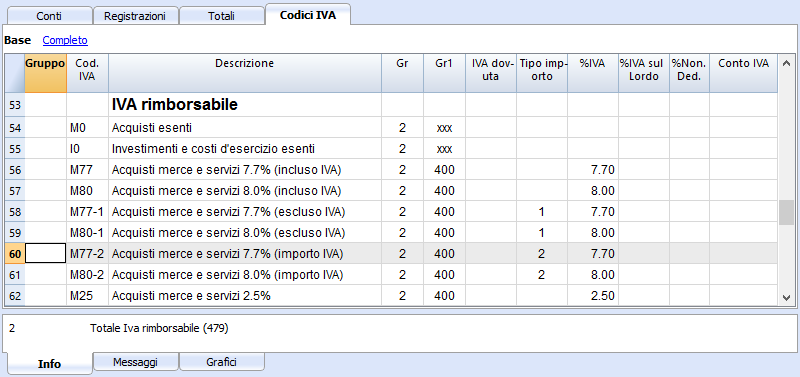 Conti Registrazioni Totali Codici IVA
Base Completo
Gruppo Cod. IVA Descrizione Gr Gr1 IVA dov-uta Tipo imp-orto %IVA %IVA sul Lordo %Non. Ded. Conto IVA
53 IVA rimborsabile
54 M0 Acquisti esenti 2 xxx
55 I0 Investimenti e costi d'esercizio esenti 2 xxx
56 M77 Acquisti merce e servizi 7.7% (incluso IVA) 2 400 7.70
57 M80 Acquisti merce e servizi 8.0% (incluso IVA) 2 400 8.00
58 M77-1 Acquisti merce e servizi 7.7% (escluso IVA) 2 400 1 7.70
59 M80-1 Acquisti merce e servizi 8.0% (escluso IVA) 2 400 1 8.00
60 M77-2 Acquisti merce e servizi 7.7% (importo IVA) 2 400 2 7.70
61 M80-2 Acquisti merce e servizi 8.0% (importo IVA) 2 400 2 8.00
62 M25 Acquisti merce e servizi 2.5% 2 400 2.50
2 Totale Iva rimborsabile (479)
Info Messaggi Grafici